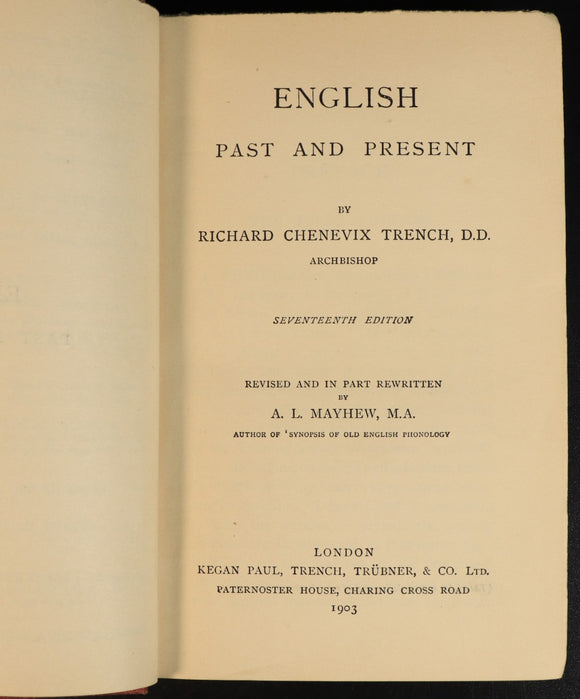 ENGLISH
PAST AND PRESENT
BY
RICHARD CHENEVIX TRENCH, D.D.
ARCHBISHOP
SEVENTEENTH EDITION
REVISED AND IN PART REWRITTEN
BY
A. L. MAYHEW, M.A.
AUTHOR OF ‘SYNOPSIS OF OLD ENGLISH PHONOLOGY
LONDON
KEGAN PAUL, TRENCH, TRÜBNER, & CO. LTD.
PATERNOSTER HOUSE, CHARING CROSS ROAD
1903